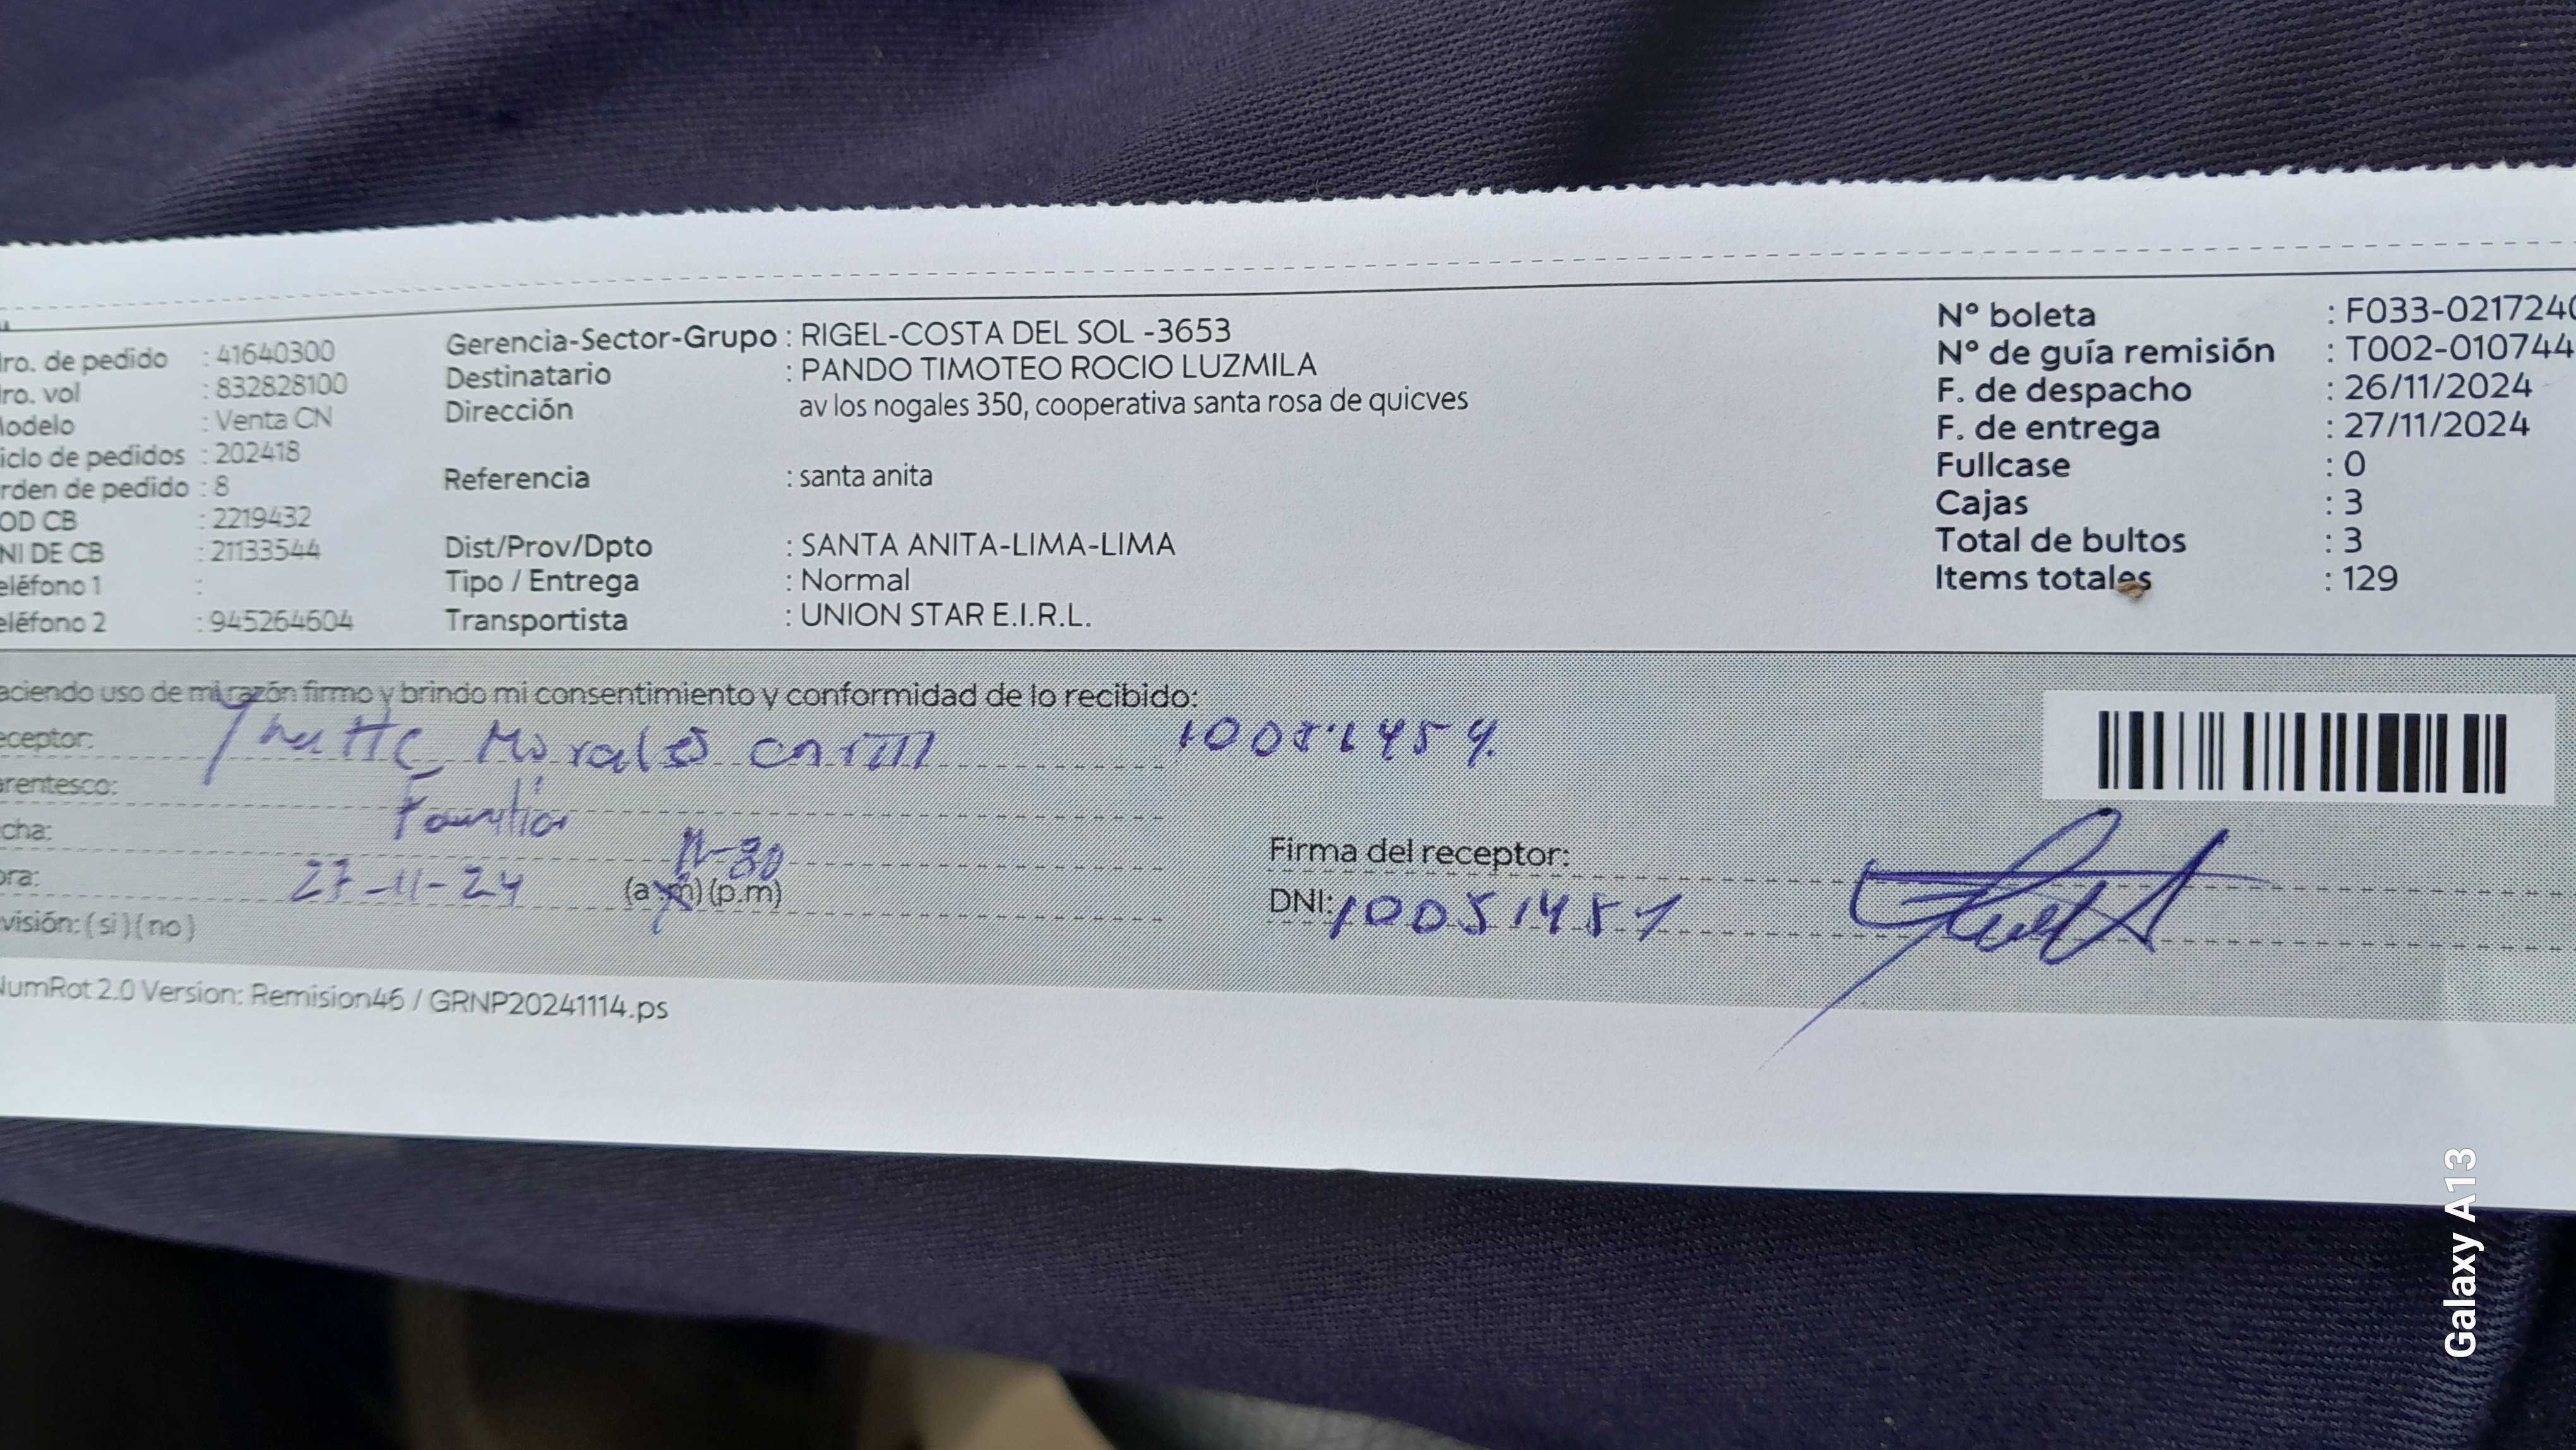 ro. de pedido : 41640300
ro. vol : 832828100
odelo : Venta CN
iclo de pedidos : 202418
rden de pedido : 8
OD CB : 2219432
NI DE CB : 21133544
eléfono 1 :
eléfono 2 : 945264604
Gerencia-Sector-Grupo : RIGEL-COSTA DEL SOL -3653
Destinatario : PANDO TIMOTEO ROCIO LUZMILA
Dirección av los nogales 350, cooperativa santa rosa de quicves
Referencia : santa anita
Dist/Prov/Dpto : SANTA ANITA-LIMA-LIMA
Tipo / Entrega : Normal
Transportista : UNION STAR E.I.R.L.
N° boleta : F033-0217240
N° de guía remisión : T002-010744
F. de despacho : 26/11/2024
F. de entrega : 27/11/2024
Fullcase : 0
Cajas : 3
Total de bultos : 3
Items totales : 129
aciendo uso de mi razón firmo y brindo mi consentimiento y conformidad de lo recibido:
eceptor: Morales
arentesco: Familiar
cha:
ora: 27-11-24 (a.m) (p.m)
visión: (si) (no)
Firma del receptor:
DNI:
NumRot 2.0 Version: Remision46 / GRNP20241114.ps
Galaxy A13